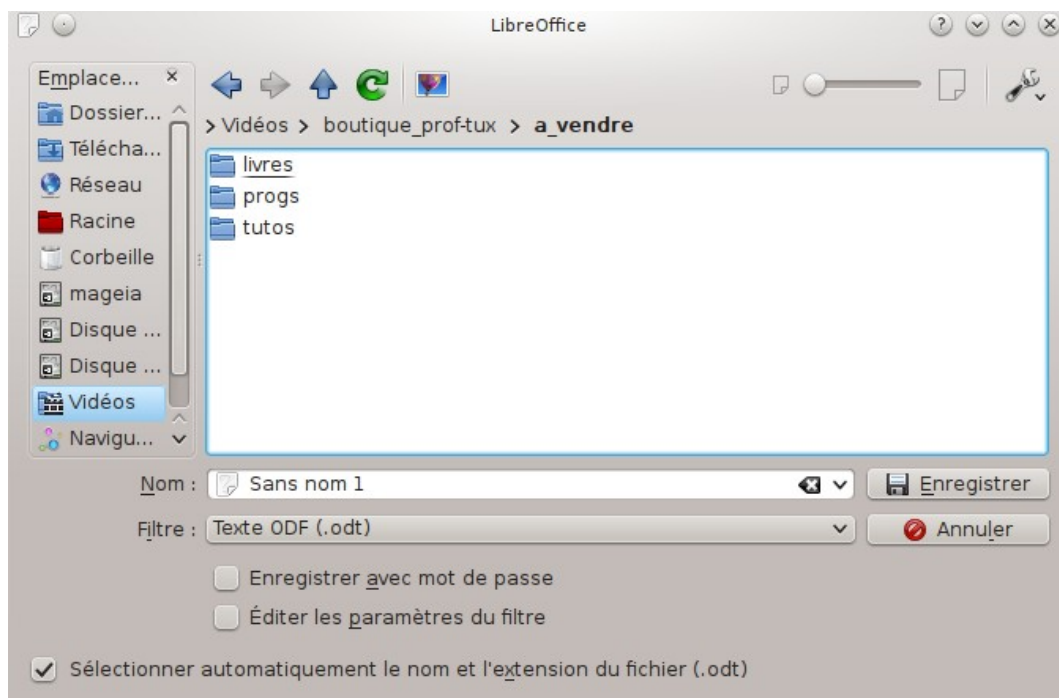 LibreOffice
Emplace...
Dossier...
Télécha...
Réseau
Racine
Corbeille
mageia
Disque ...
Disque ...
Vidéos
Navigu...
> Vidéos > boutique_prof-tux > a_vendre
livres
progs
tutos
Nom : Sans nom 1
Enregistrer
Filtre : Texte ODF (.odt)
Annuler
Enregistrer avec mot de passe
Éditer les paramètres du filtre
Sélectionner automatiquement le nom et l'extension du fichier (.odt)